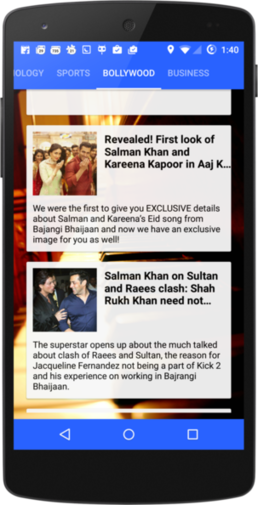 1:40
OLOGY SPORTS BOLLYWOOD BUSINESS
Revealed! First look of
Salman Khan and
Kareena Kapoor in Aaj K...
We were the first to give you EXCLUSIVE details
about Salman and Kareena's Eid song from
Bajangi Bhaijaan and now we have an exclusive
image for you as well!
Salman Khan on Sultan
and Raees clash: Shah
Rukh Khan need not...
The superstar opens up about the much talked
about clash of Raees and Sultan, the reason for
Jacqueline Fernandez not being a part of Kick 2
and his experience on working in Bajrangi
Bhaijaan.